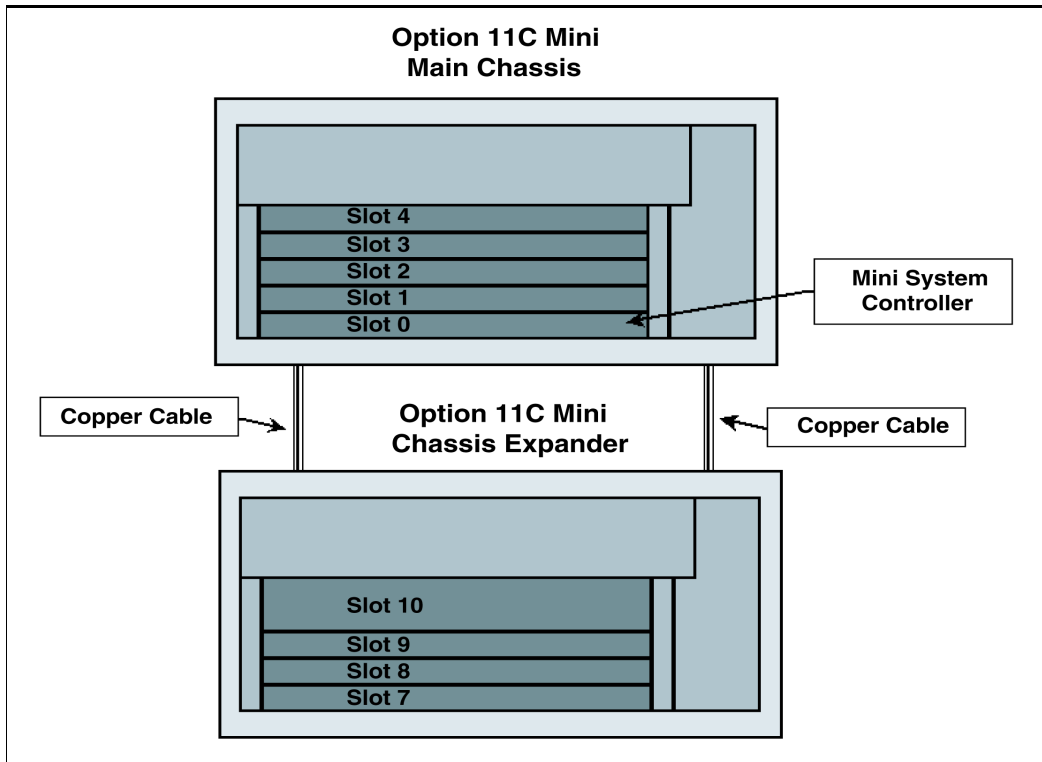 Option 11C Mini
Main Chassis
Slot 4
Slot 3
Slot 2
Slot 1
Slot 0
Mini System
Controller
Copper Cable
Option 11C Mini
Chassis Expander
Copper Cable
Slot 10
Slot 9
Slot 8
Slot 7